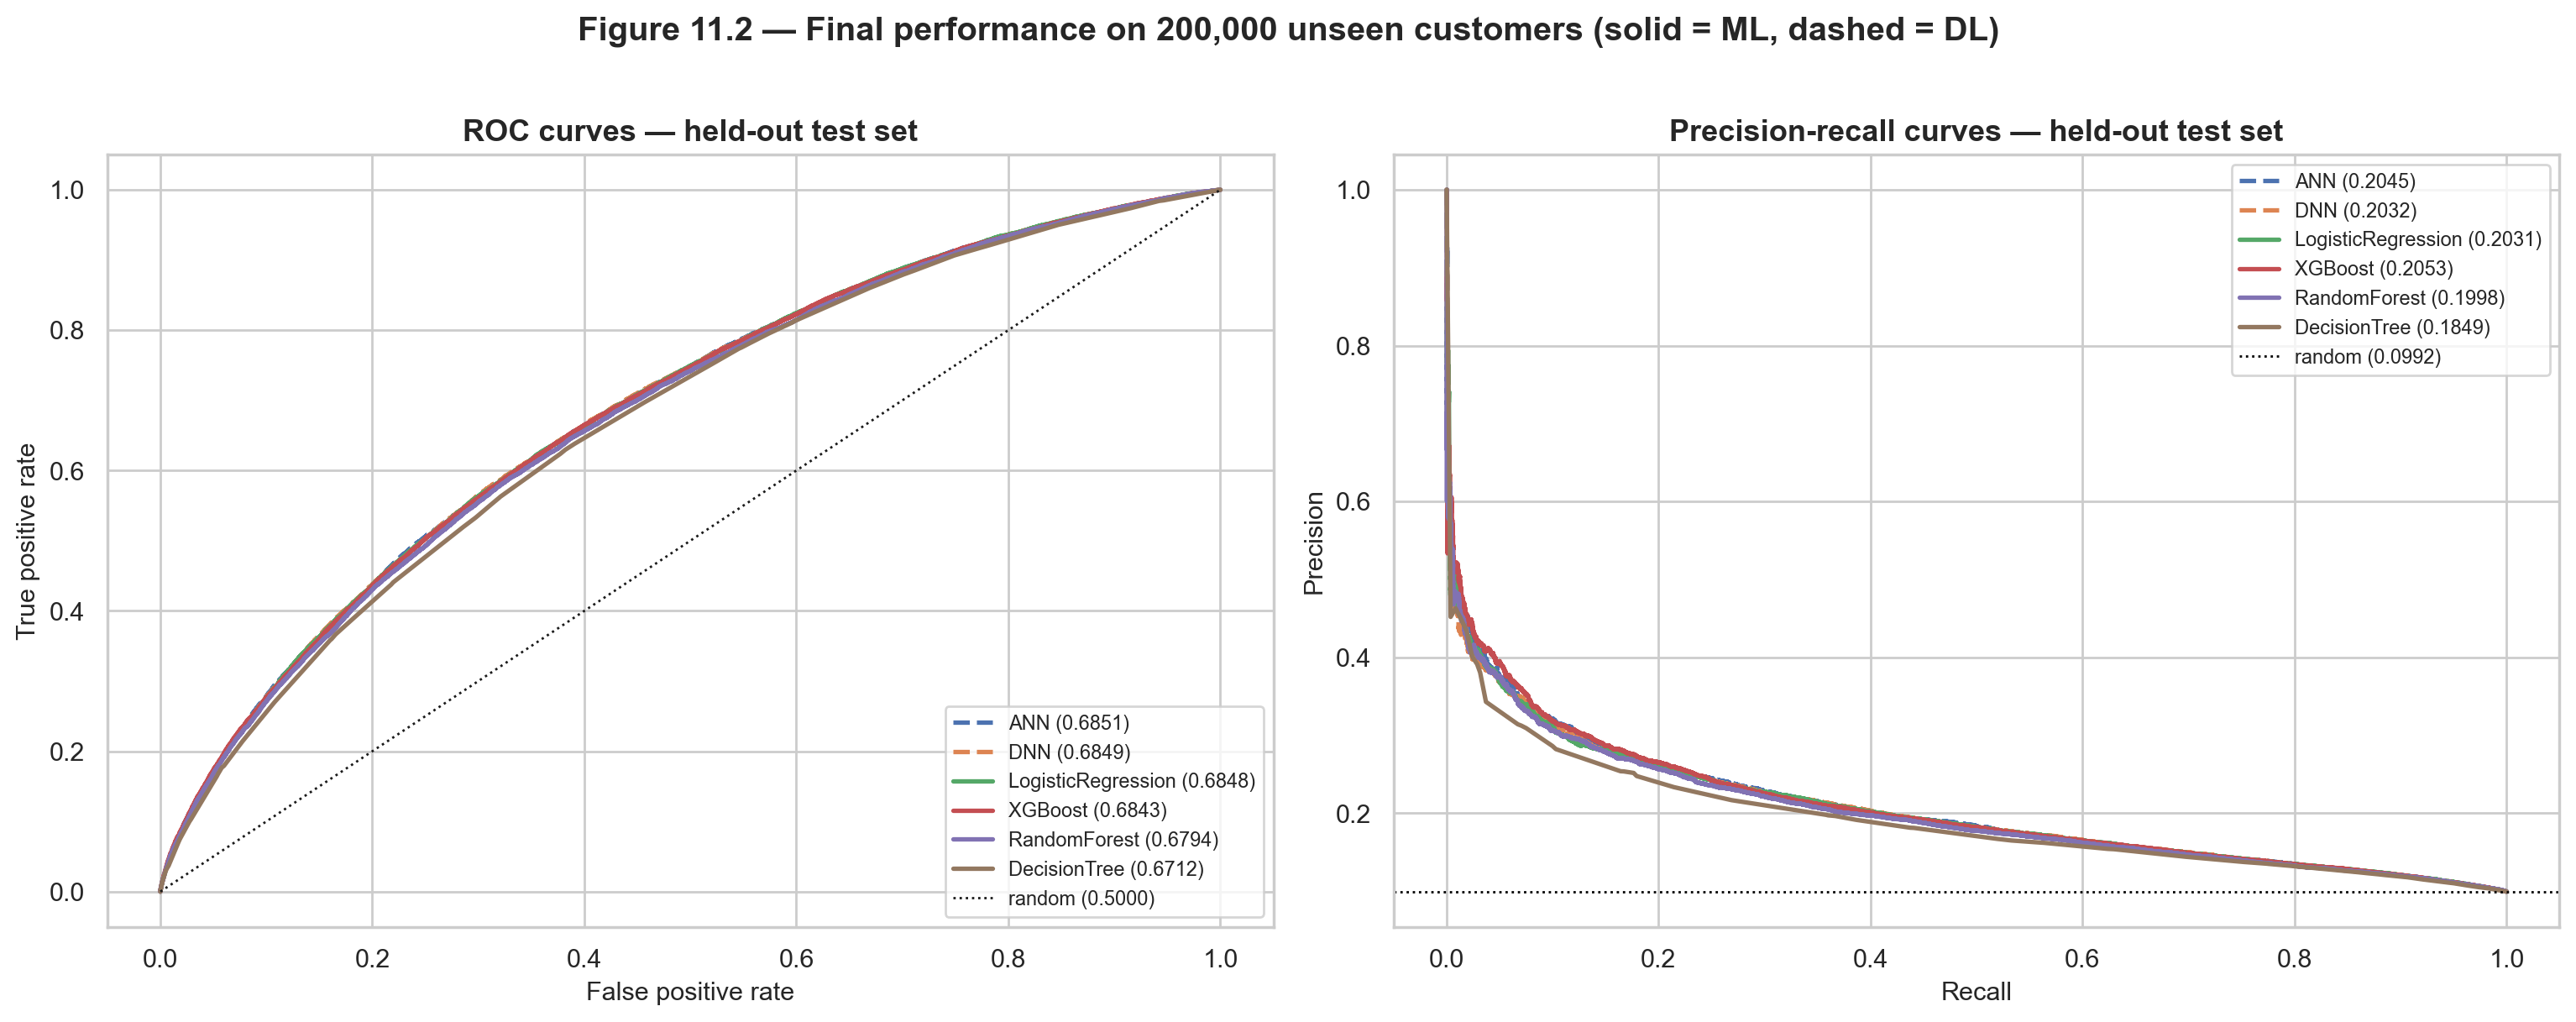 Figure 11.2 — Final performance on 200,000 unseen customers (solid = ML, dashed = DL)
ROC curves — held-out test set
True positive rate
1.0
0.8
0.6
0.4
0.2
0.0
ANN (0.6851)
DNN (0.6849)
LogisticRegression (0.6848)
XGBoost (0.6843)
RandomForest (0.6794)
DecisionTree (0.6712)
random (0.5000)
0.0 0.2 0.4 0.6 0.8 1.0
False positive rate
Precision-recall curves — held-out test set
Precision
1.0
0.8
0.6
0.4
0.2
ANN (0.2045)
DNN (0.2032)
LogisticRegression (0.2031)
XGBoost (0.2053)
RandomForest (0.1998)
DecisionTree (0.1849)
random (0.0992)
0.0 0.2 0.4 0.6 0.8 1.0
Recall